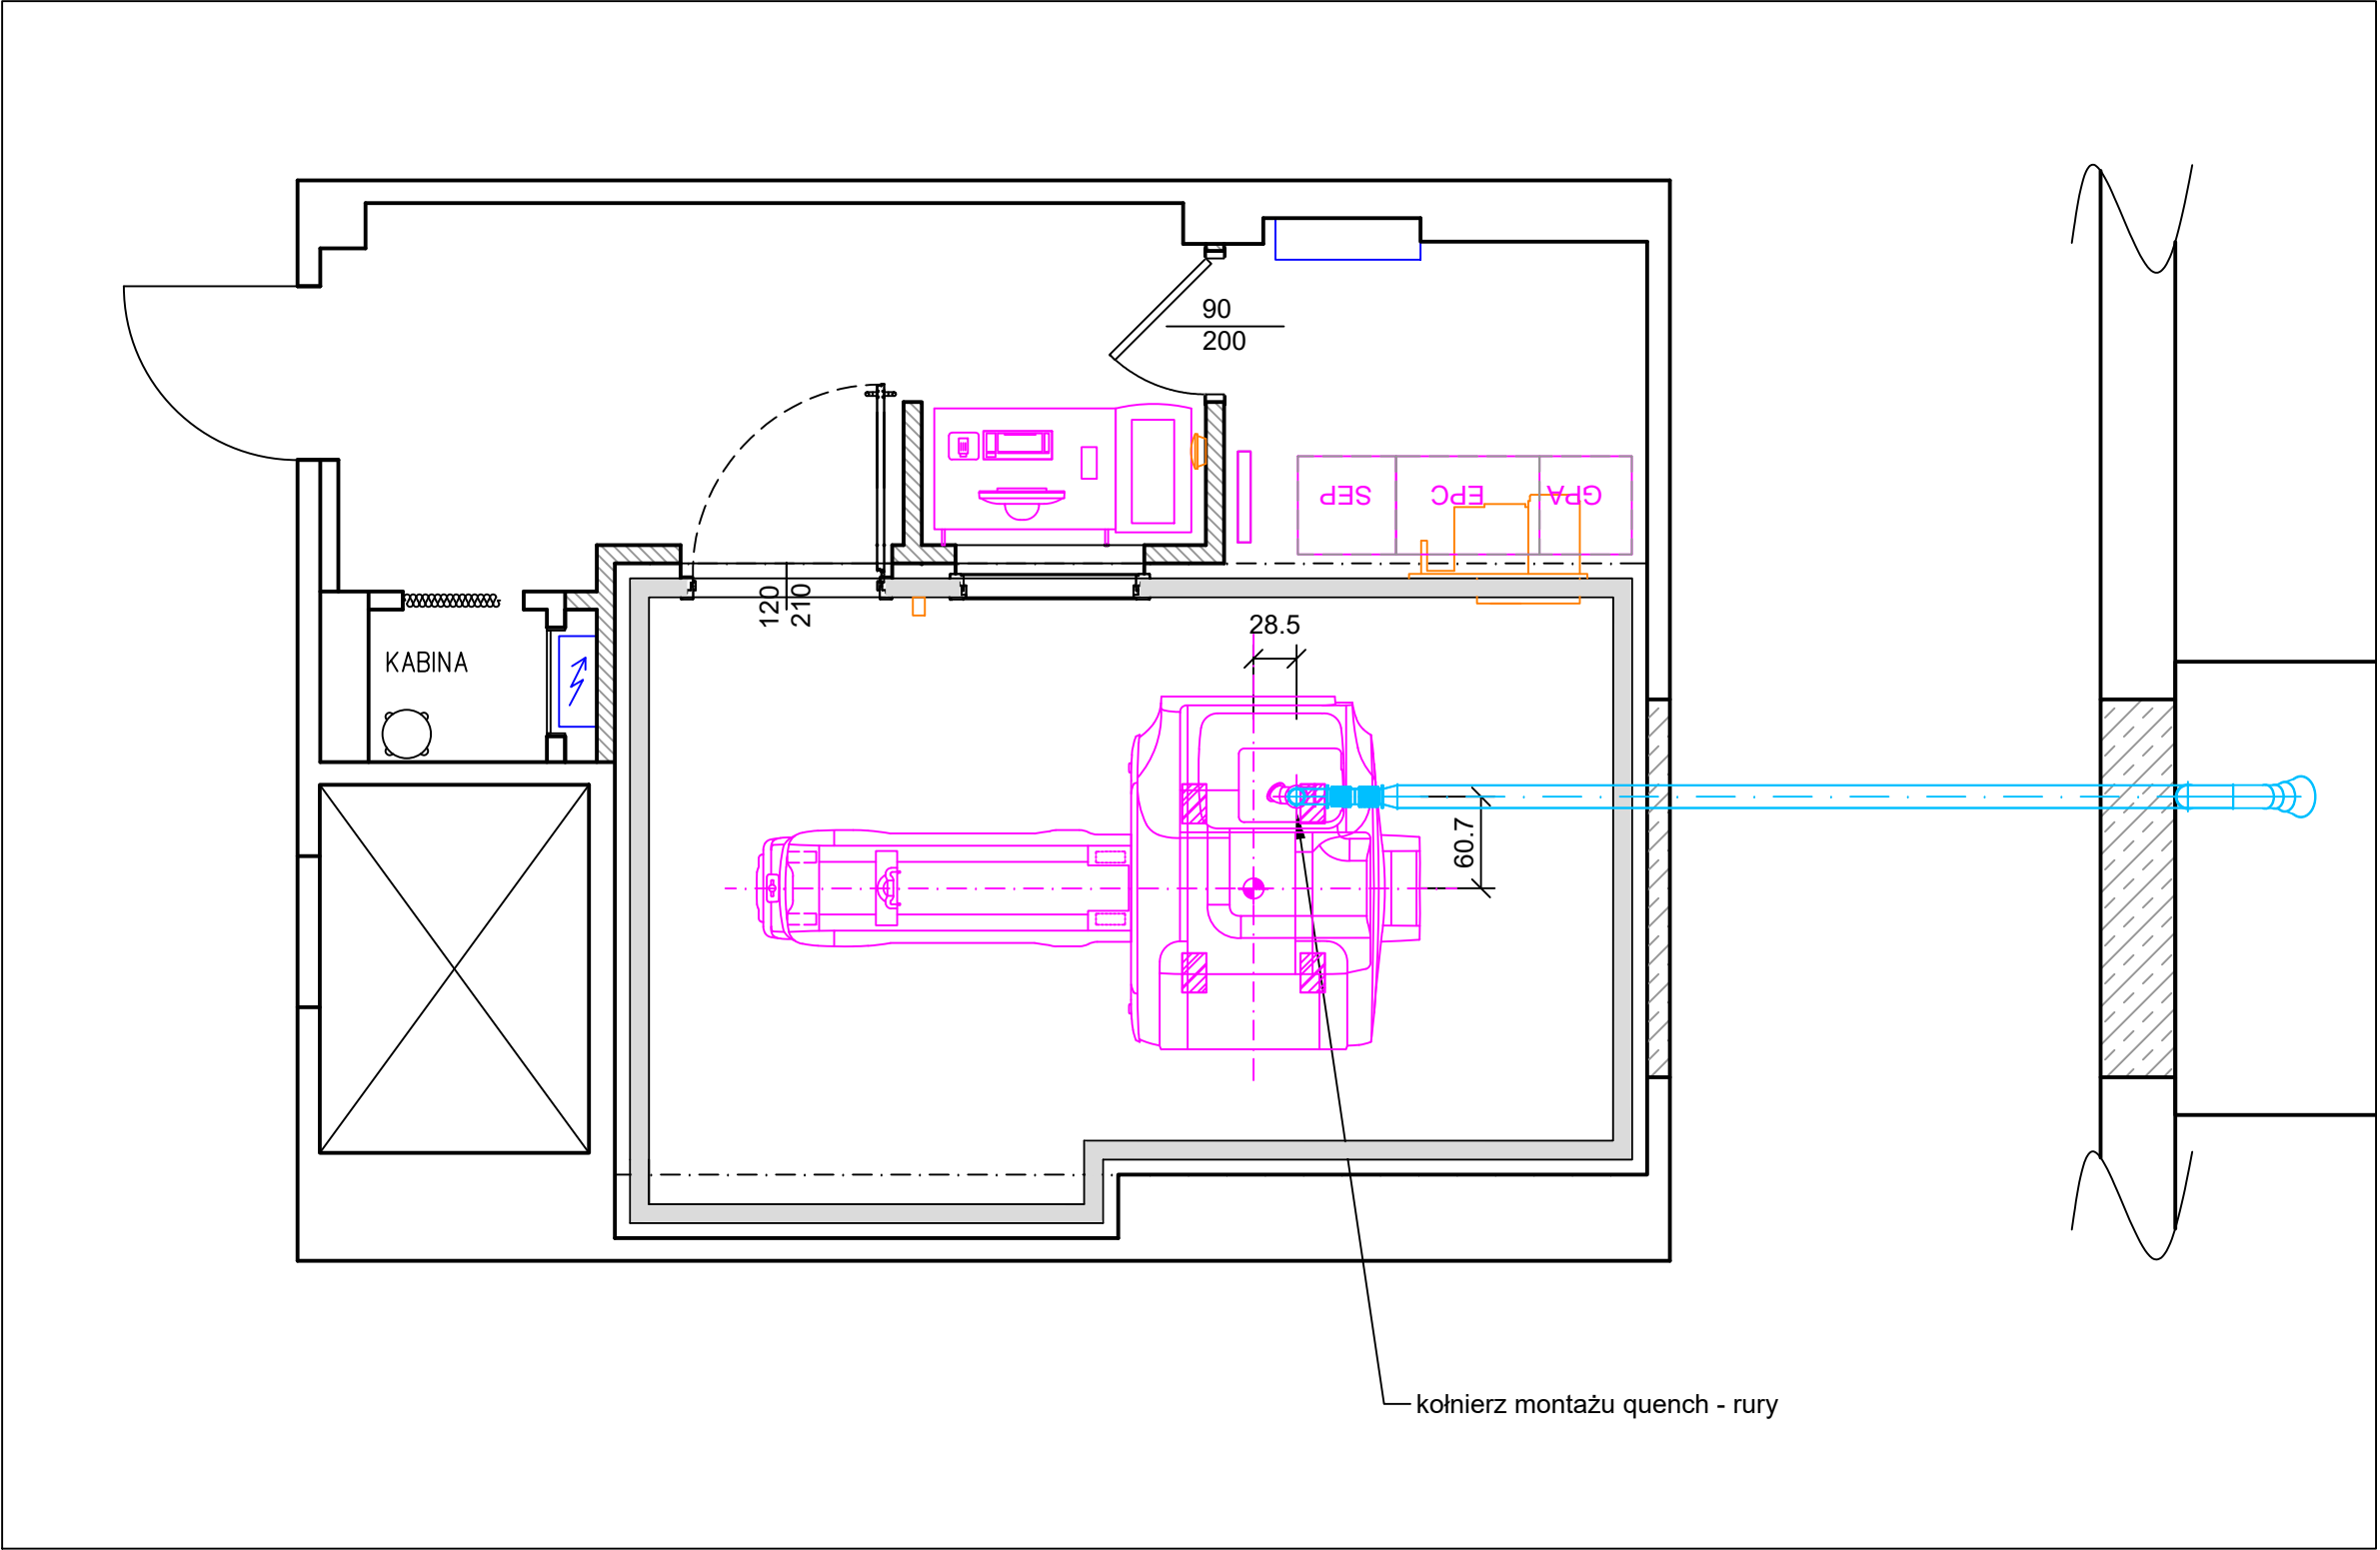 90
200
SEP
EPC
GPA
120
210
28.5
KABINA
60.7
kołnierz montażu quench - rury